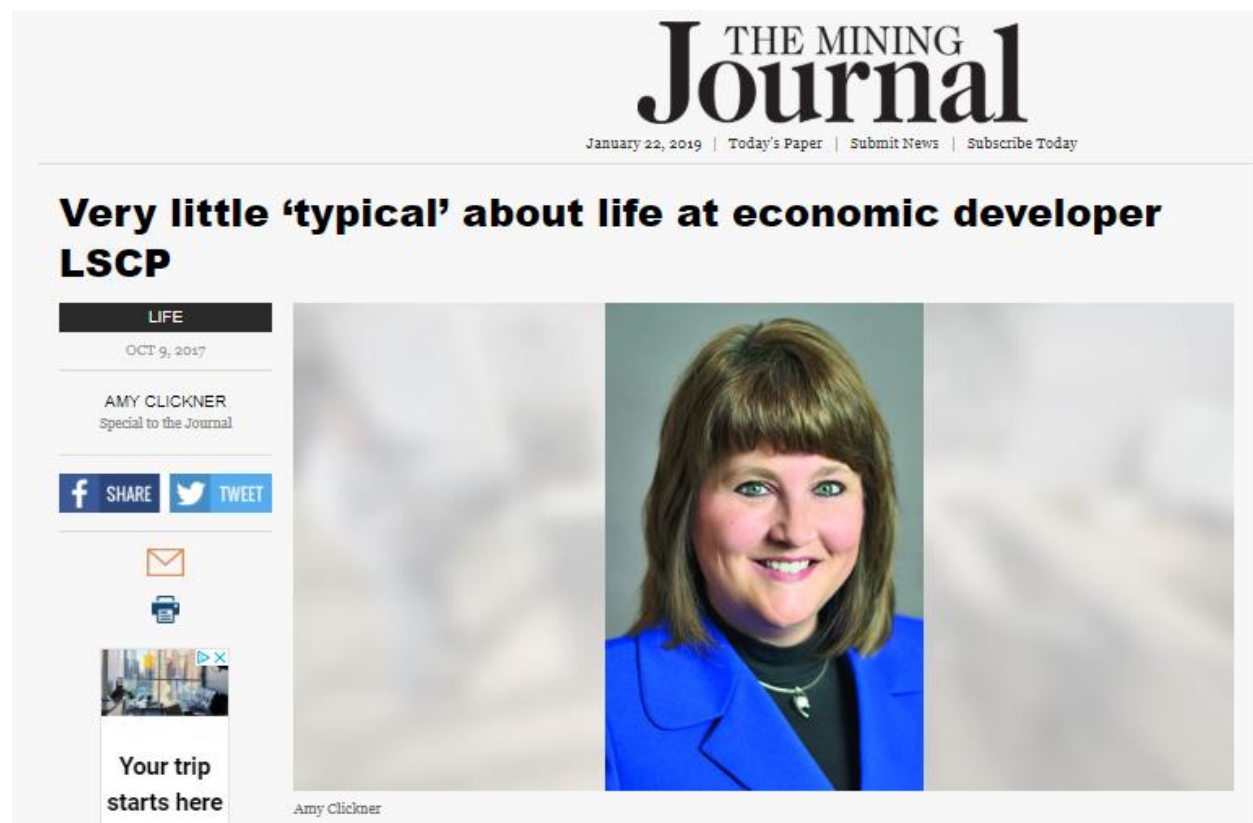 THE MINING
Journal
January 22, 2019 | Today's Paper | Submit News | Subscribe Today
Very little ‘typical’ about life at economic developer
LSCP
LIFE
OCT 9, 2017
AMY CLICKNER
Special to the Journal
f SHARE TWEET
Your trip
starts here
Amy Clickner